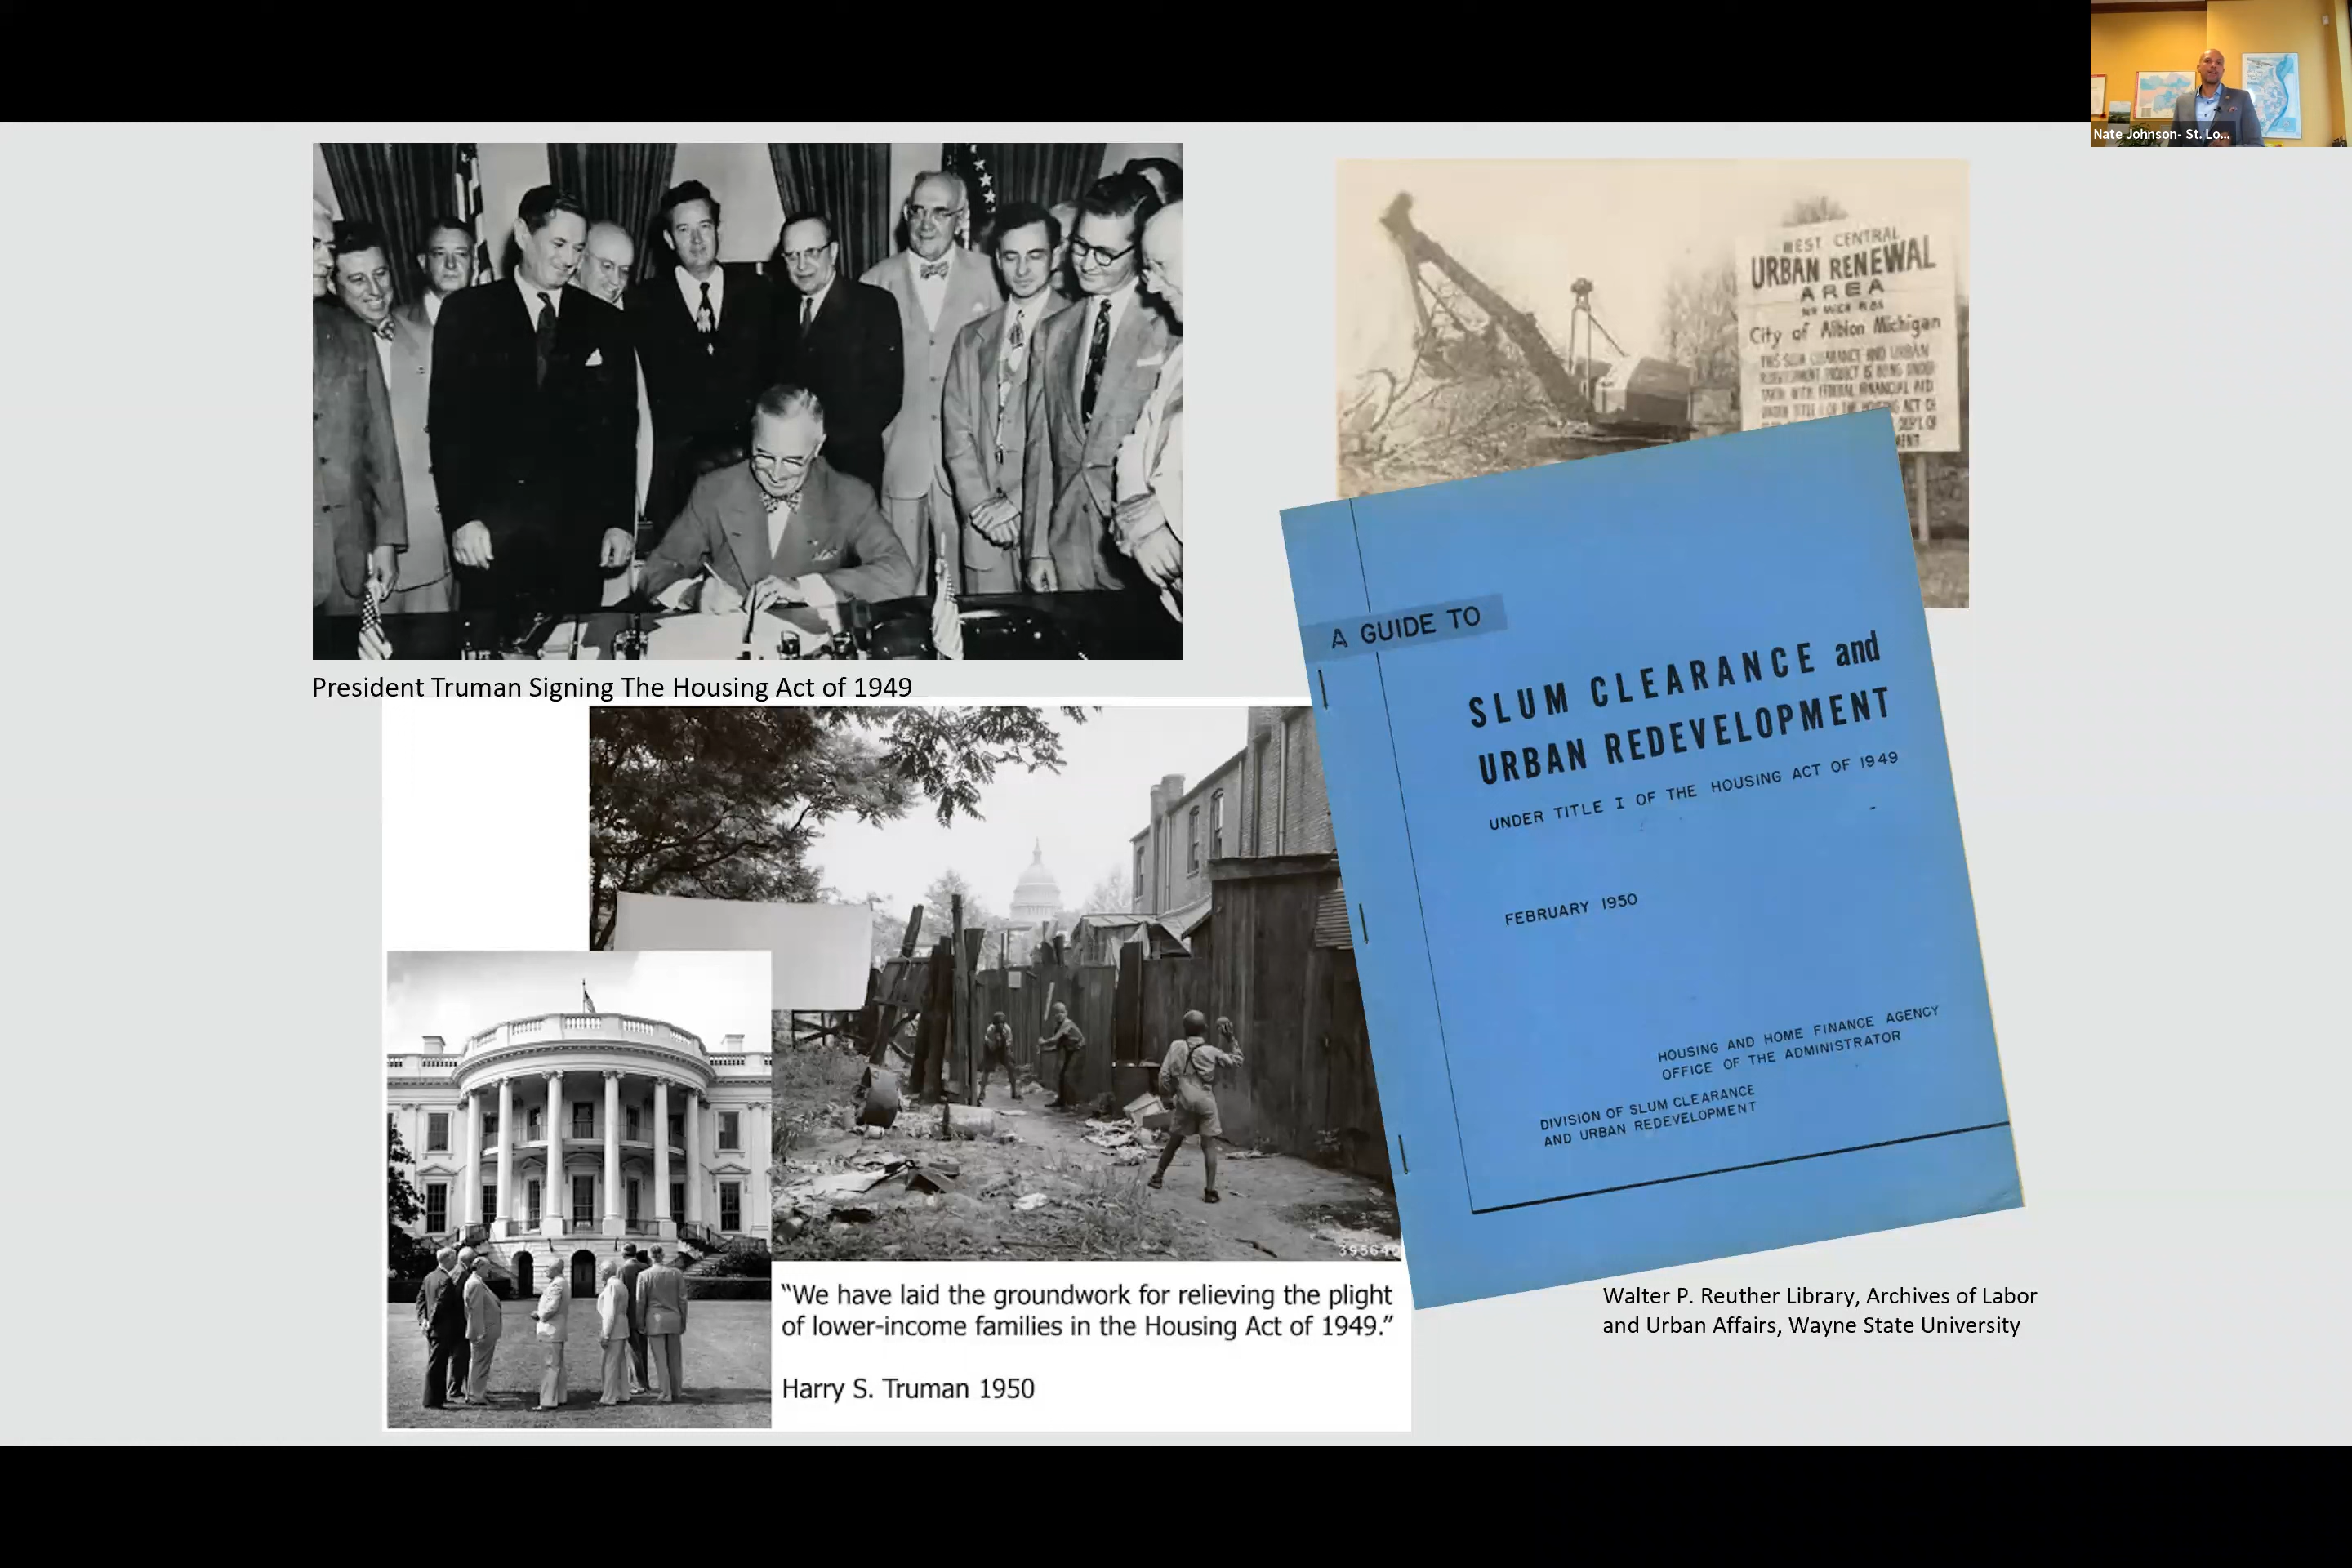 Nate Johnson- St. Lo...
WEST CENTRAL
URBAN RENEWAL
AREA
City of Albion Michigan
THIS SLUM CLEARANCE AND URBAN
REDEVELOPMENT PROJECT IS BEING UNDER
TAKEN WITH FEDERAL FINANCIAL AID
UNDER TITLE I OF THE HOUSING ACT OF
DEPT. OF
A GUIDE TO
SLUM CLEARANCE and
URBAN REDEVELOPMENT
UNDER TITLE I OF THE HOUSING ACT OF 1949
FEBRUARY 1950
HOUSING AND HOME FINANCE AGENCY
OFFICE OF THE ADMINISTRATOR
DIVISION OF SLUM CLEARANCE
AND URBAN REDEVELOPMENT
President Truman Signing The Housing Act of 1949
395640
“We have laid the groundwork for relieving the plight
of lower-income families in the Housing Act of 1949.”
Harry S. Truman 1950
Walter P. Reuther Library, Archives of Labor
and Urban Affairs, Wayne State University